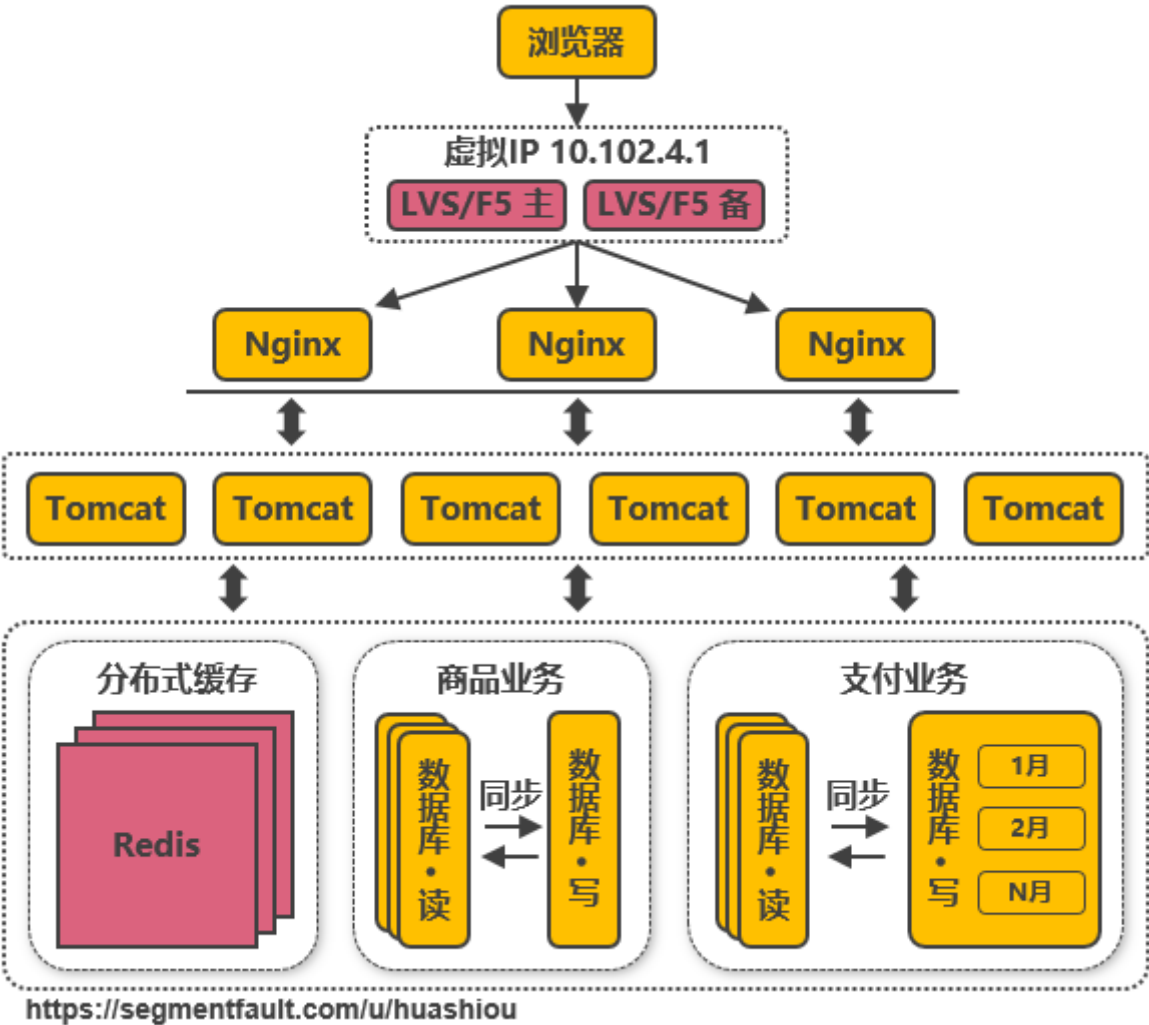 浏览器
虚拟IP 10.102.4.1
LVS/F5 主
LVS/F5 备
Nginx
Nginx
Nginx
Tomcat
Tomcat
Tomcat
Tomcat
Tomcat
Tomcat
分布式缓存
Redis
商品业务
数据库·读
同步
数据库·写
支付业务
数据库·读
同步
数据库·写
1月
2月
N月
https://segmentfault.com/u/huashiou